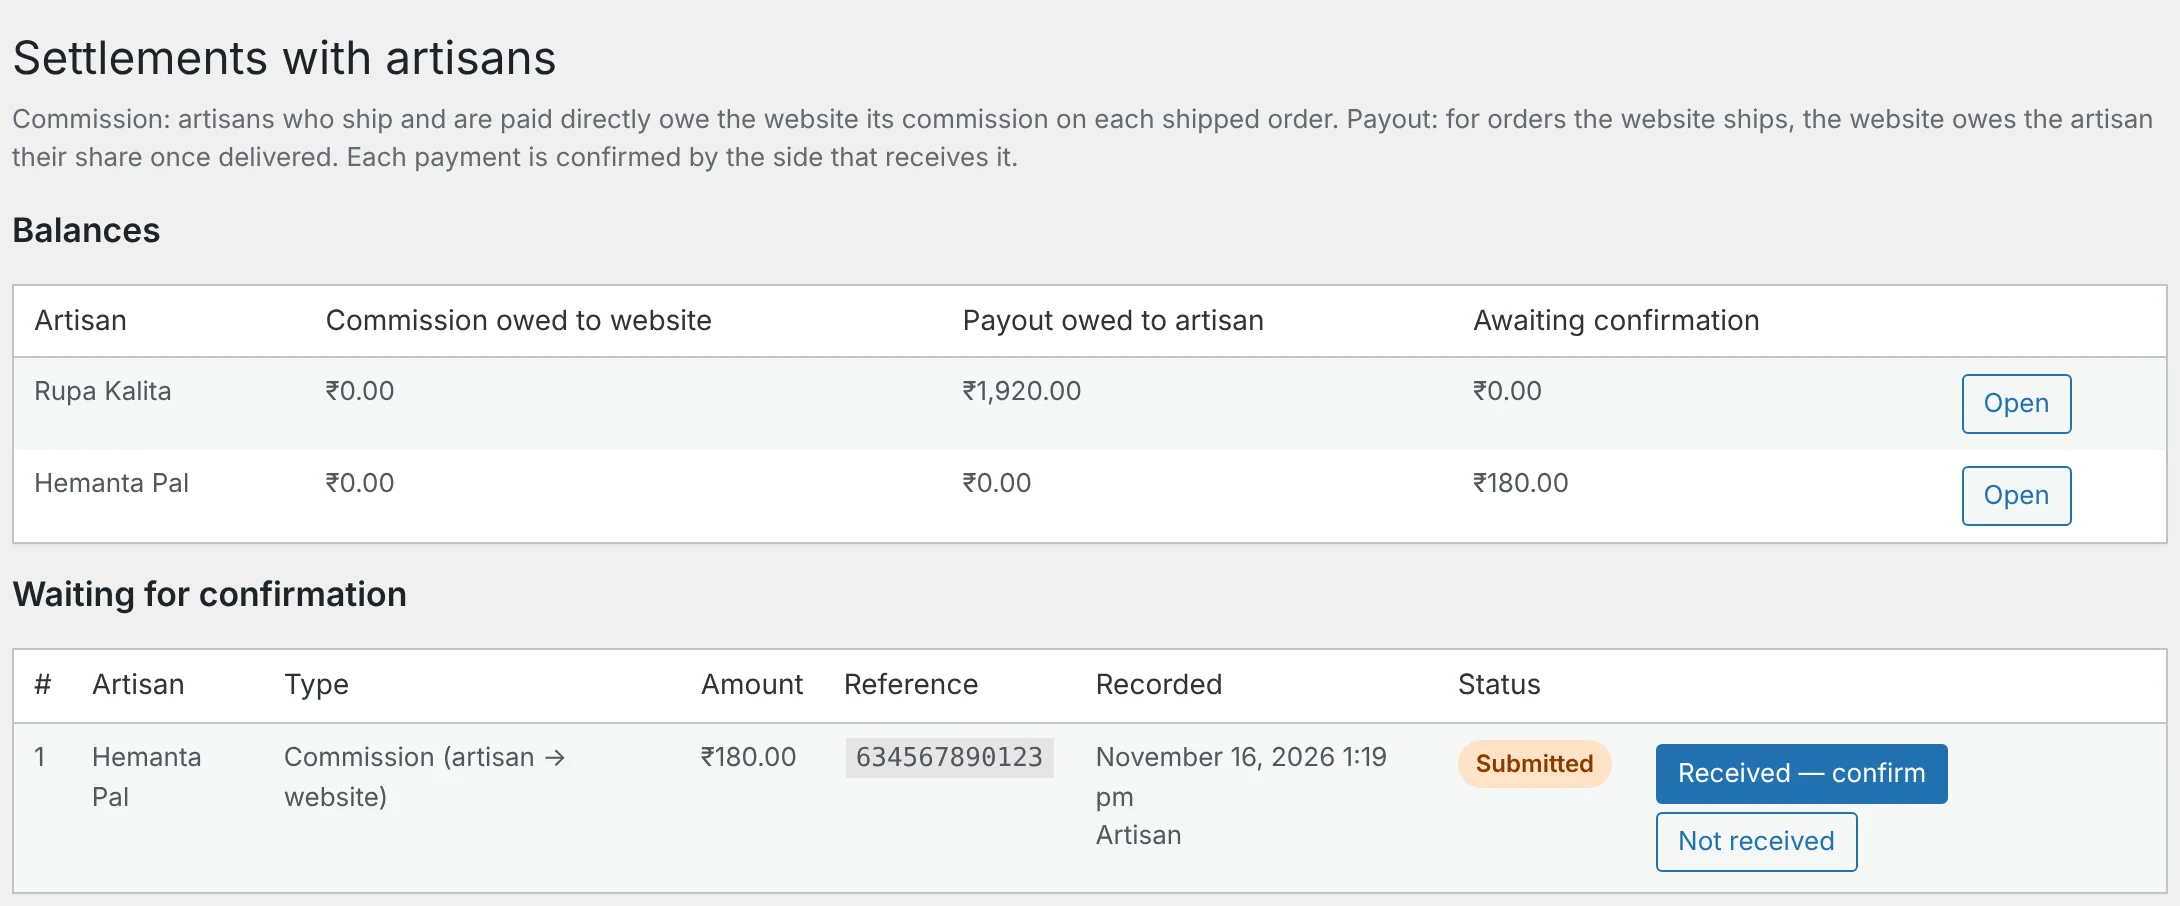 Settlements with artisans
Commission: artisans who ship and are paid directly owe the website its commission on each shipped order. Payout: for orders the website ships, the website owes the artisan
their share once delivered. Each payment is confirmed by the side that receives it.
Balances
Artisan Commission owed to website Payout owed to artisan Awaiting confirmation
Rupa Kalita ₹0.00 ₹1,920.00 ₹0.00 Open
Hemanta Pal ₹0.00 ₹0.00 ₹180.00 Open
Waiting for confirmation
# Artisan Type Amount Reference Recorded Status
1 Hemanta Commission (artisan → ₹180.00 634567890123 November 16, 2026 1:19 Submitted Received — confirm
Pal website) pm
Artisan Not received